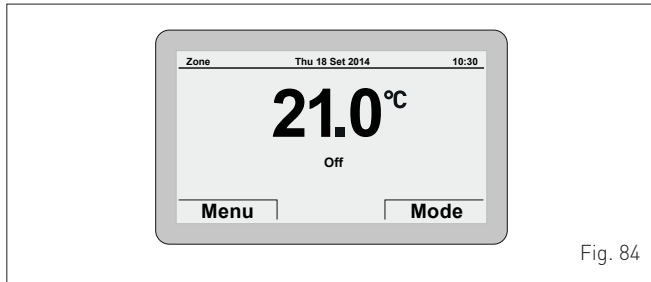 Zone Thu 18 Set 2014 10:30
21.0°C
Off
Menu Mode
Fig. 84